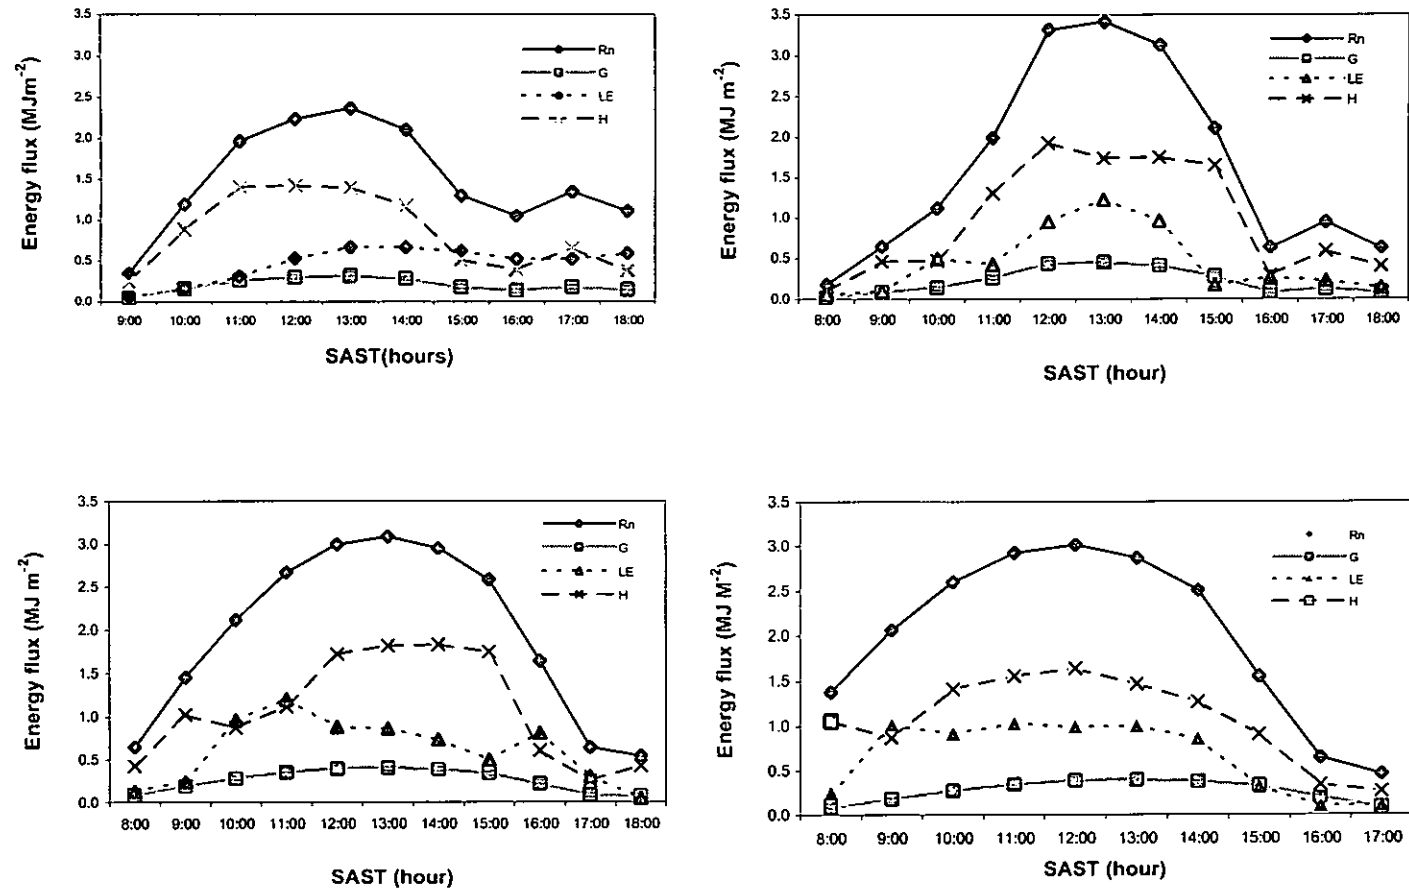 3.5
3.0
2.5
2.0
1.5
1.0
0.5
0.0
Energy flux (MJm-2)
Rn
G
LE
H
9:00 10:00 11:00 12:00 13:00 14:00 15:00 16:00 17:00 18:00
SAST(hours)
3.5
3.0
2.5
2.0
1.5
1.0
0.5
0.0
Energy flux (MJ m-2)
Rn
G
LE
H
8:00 9:00 10:00 11:00 12:00 13:00 14:00 15:00 16:00 17:00 18:00
SAST (hour)
3.5
3.0
2.5
2.0
1.5
1.0
0.5
0.0
Energy flux (MJ m-2)
Rn
G
LE
H
8:00 9:00 10:00 11:00 12:00 13:00 14:00 15:00 16:00 17:00 18:00
SAST (hour)
3.5
3.0
2.5
2.0
1.5
1.0
0.5
0.0
Energy flux (MJ M-2)
Rn
G
LE
H
8:00 9:00 10:00 11:00 12:00 13:00 14:00 15:00 16:00 17:00
SAST (hour)